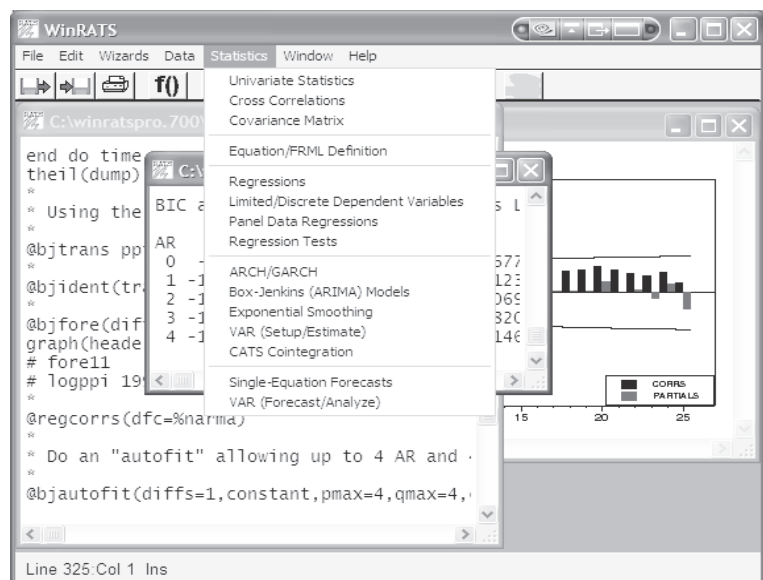 WinRATS
File Edit Wizards Data Statistics Window Help
f()
Univariate Statistics
Cross Correlations
Covariance Matrix
Equation/FRML Definition
Regressions
Limited/Discrete Dependent Variables
Panel Data Regressions
Regression Tests
ARCH/GARCH
Box-Jenkins (ARIMA) Models
Exponential Smoothing
VAR (Setup/Estimate)
CATS Cointegration
Single-Equation Forecasts
VAR (Forecast/Analyze)
C:\winratspro.700\
end do time
theil(dump)
*
* Using the
*
@bjtrans pp
*
@bjident(tr
*
@bjfore(dif
graph(heade
# fore11
# logppi 19
*
@regcorrs(dfc=%narma)
*
* Do an "autofit" allowing up to 4 AR and
*
@bjautofit(diffs=1,constant,pmax=4,qmax=4,
C:\
BIC a
s L
AR
0 - 577
1 -1 123
2 -1 069
3 -1 320
4 -1 146
CORRS
PARTIALS
15 20 25
Line 325:Col 1 Ins